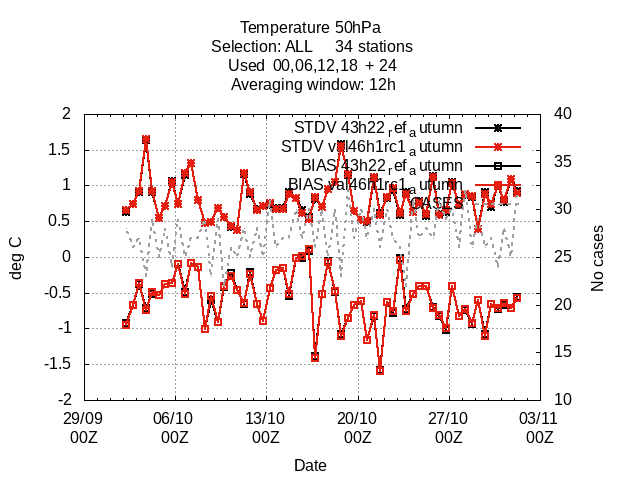 Temperature 50hPa
Selection: ALL 34 stations
Used 00,06,12,18 + 24
Averaging window: 12h
STDV 43h22_ref_autumn
STDV val46h1rc1_autumn
BIAS 43h22_ref_autumn
BIAS val46h1rc1_autumn
CASES
deg C
2
1.5
1
0.5
0
-0.5
-1
-1.5
-2
No cases
40
35
30
25
20
15
10
29/09 06/10 13/10 20/10 27/10 03/11
00Z 00Z 00Z 00Z 00Z 00Z
Date